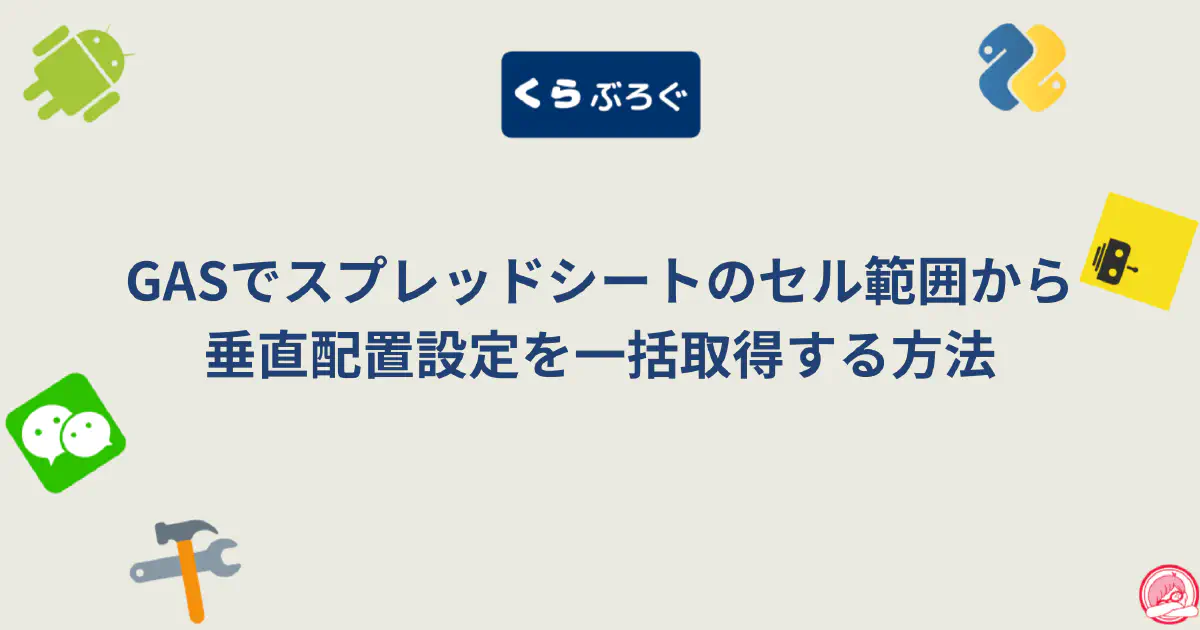 くらぶろぐ
GASでスプレッドシートのセル範囲から
垂直配置設定を一括取得する方法